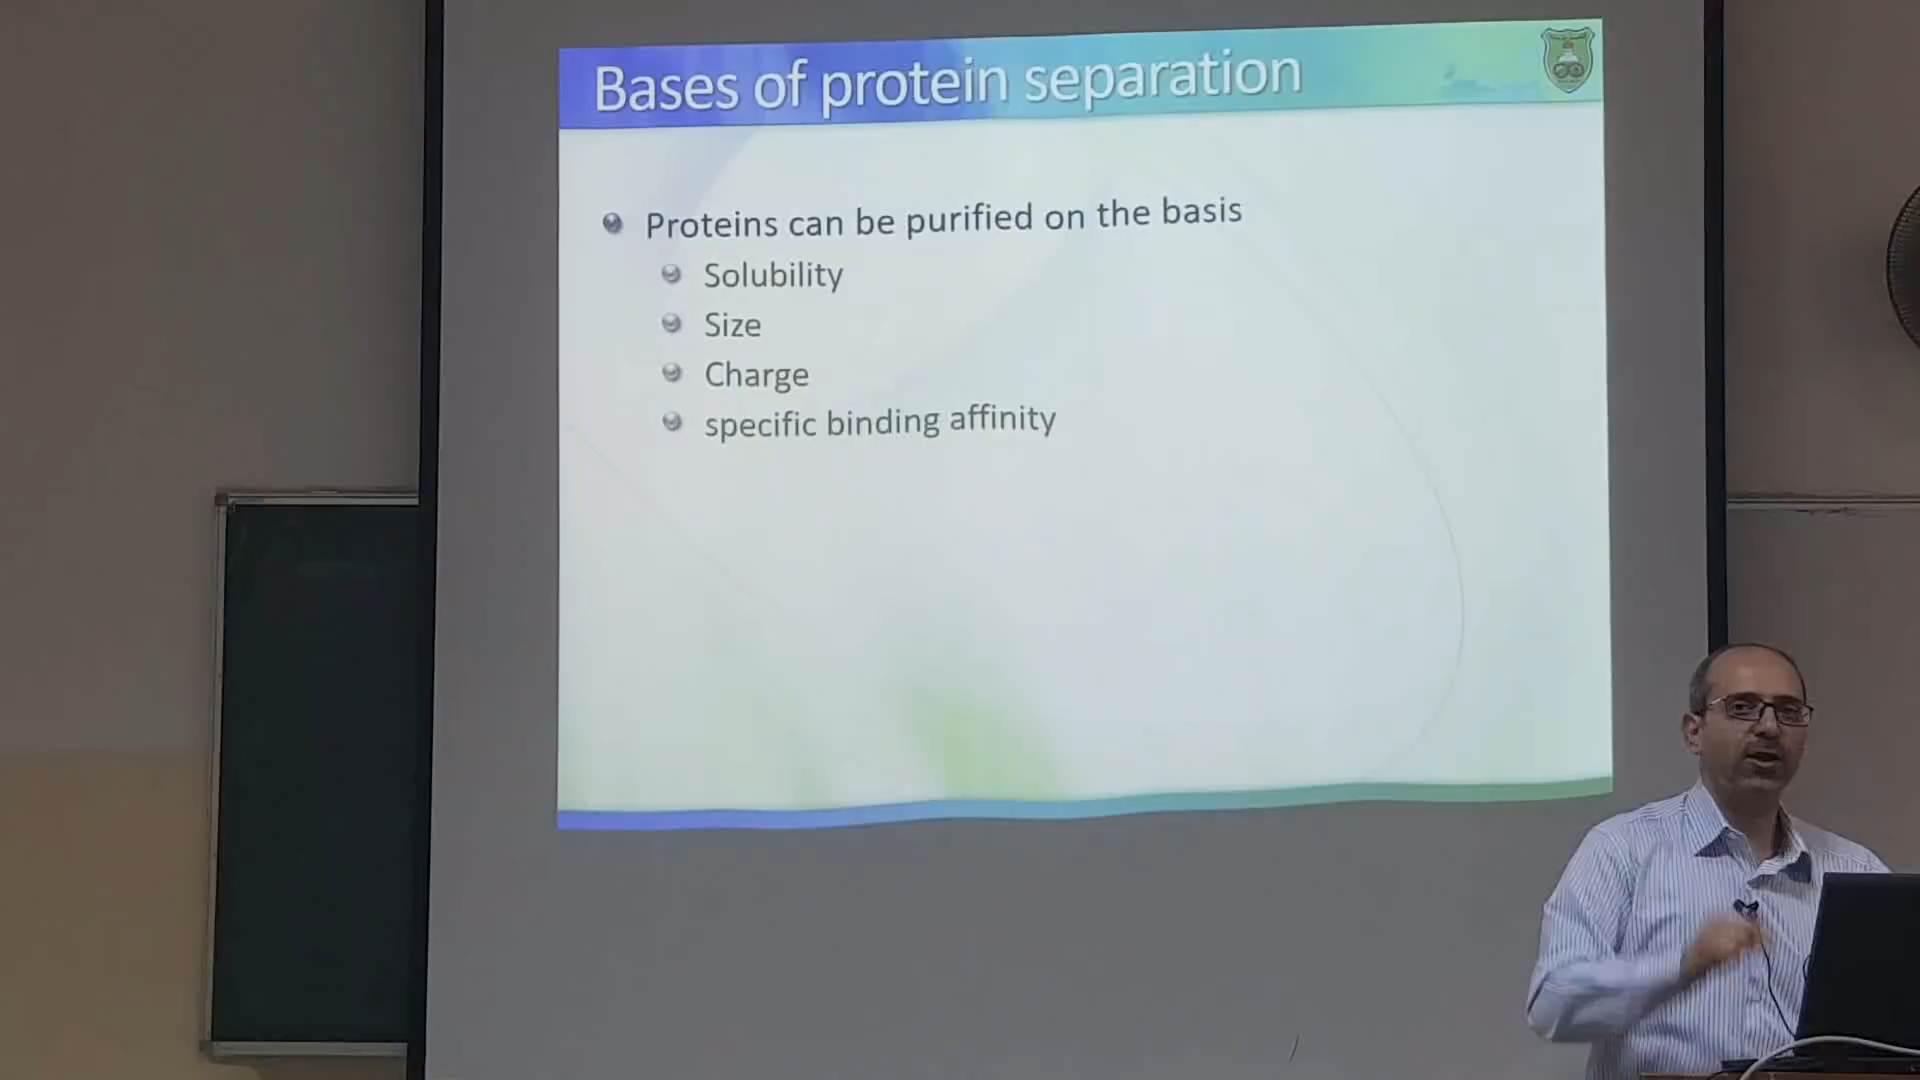 Bases of protein separation
Proteins can be purified on the basis
Solubility
Size
Charge
specific binding affinity